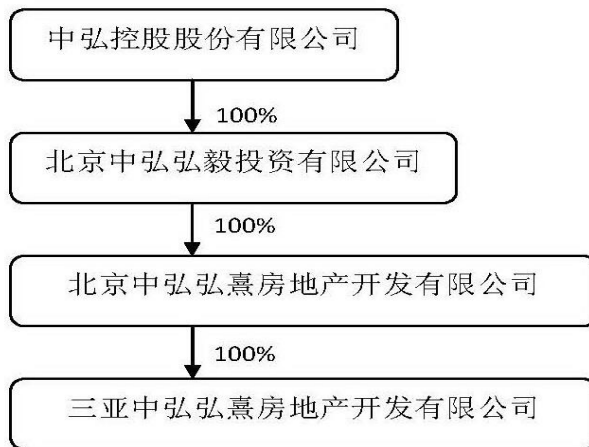 中弘控股股份有限公司
100%
北京中弘弘毅投资有限公司
100%
北京中弘弘熹房地产开发有限公司
100%
三亚中弘弘熹房地产开发有限公司